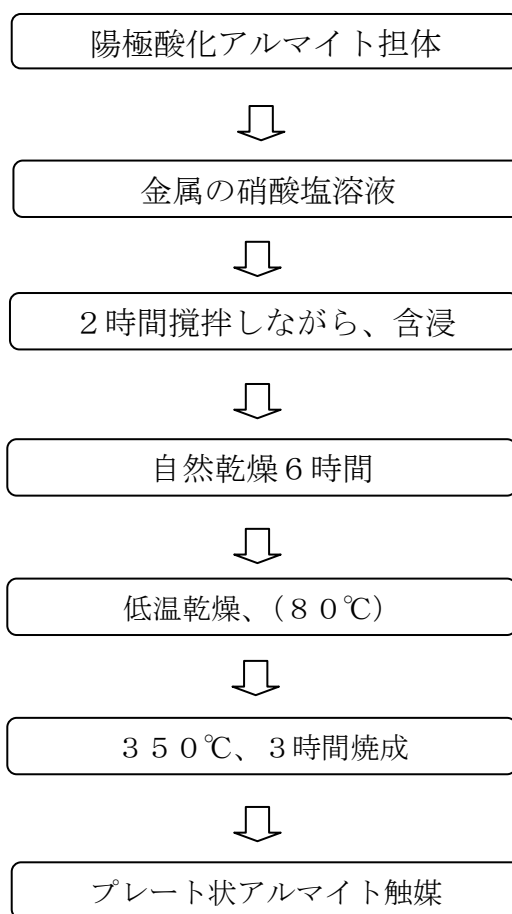 陽極酸化アルマイト担体
金属の硝酸塩溶液
２時間撹拌しながら、含浸
自然乾燥６時間
低温乾燥、（８０℃）
３５０℃、３時間焼成
プレート状アルマイト触媒